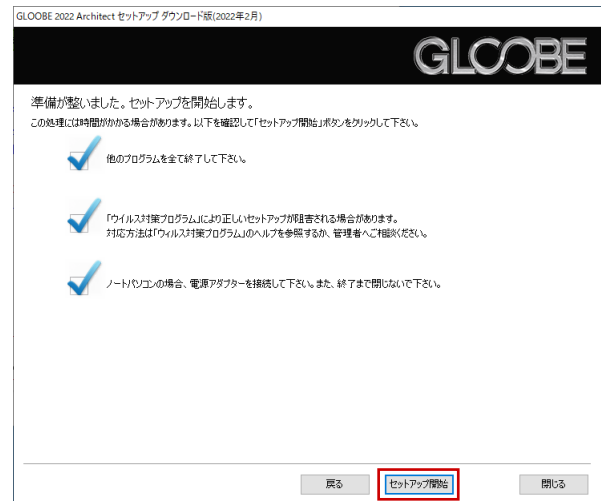 GLOOBE 2022 Architect セットアップ ダウンロード版(2022年2月)
GLOOBE
準備が整いました。セットアップを開始します。
この処理には時間がかかる場合があります。以下を確認して「セットアップ開始」ボタンをクリックして下さい。
他のプログラムを全て終了して下さい。
「ウイルス対策プログラム」により正しいセットアップが阻害される場合があります。
対応方法は「ウィルス対策プログラム」のヘルプを参照するか、管理者へご相談ください。
ノートパソコンの場合、電源アダプターを接続して下さい。また、終了まで閉じないで下さい。
戻る セットアップ開始 閉じる